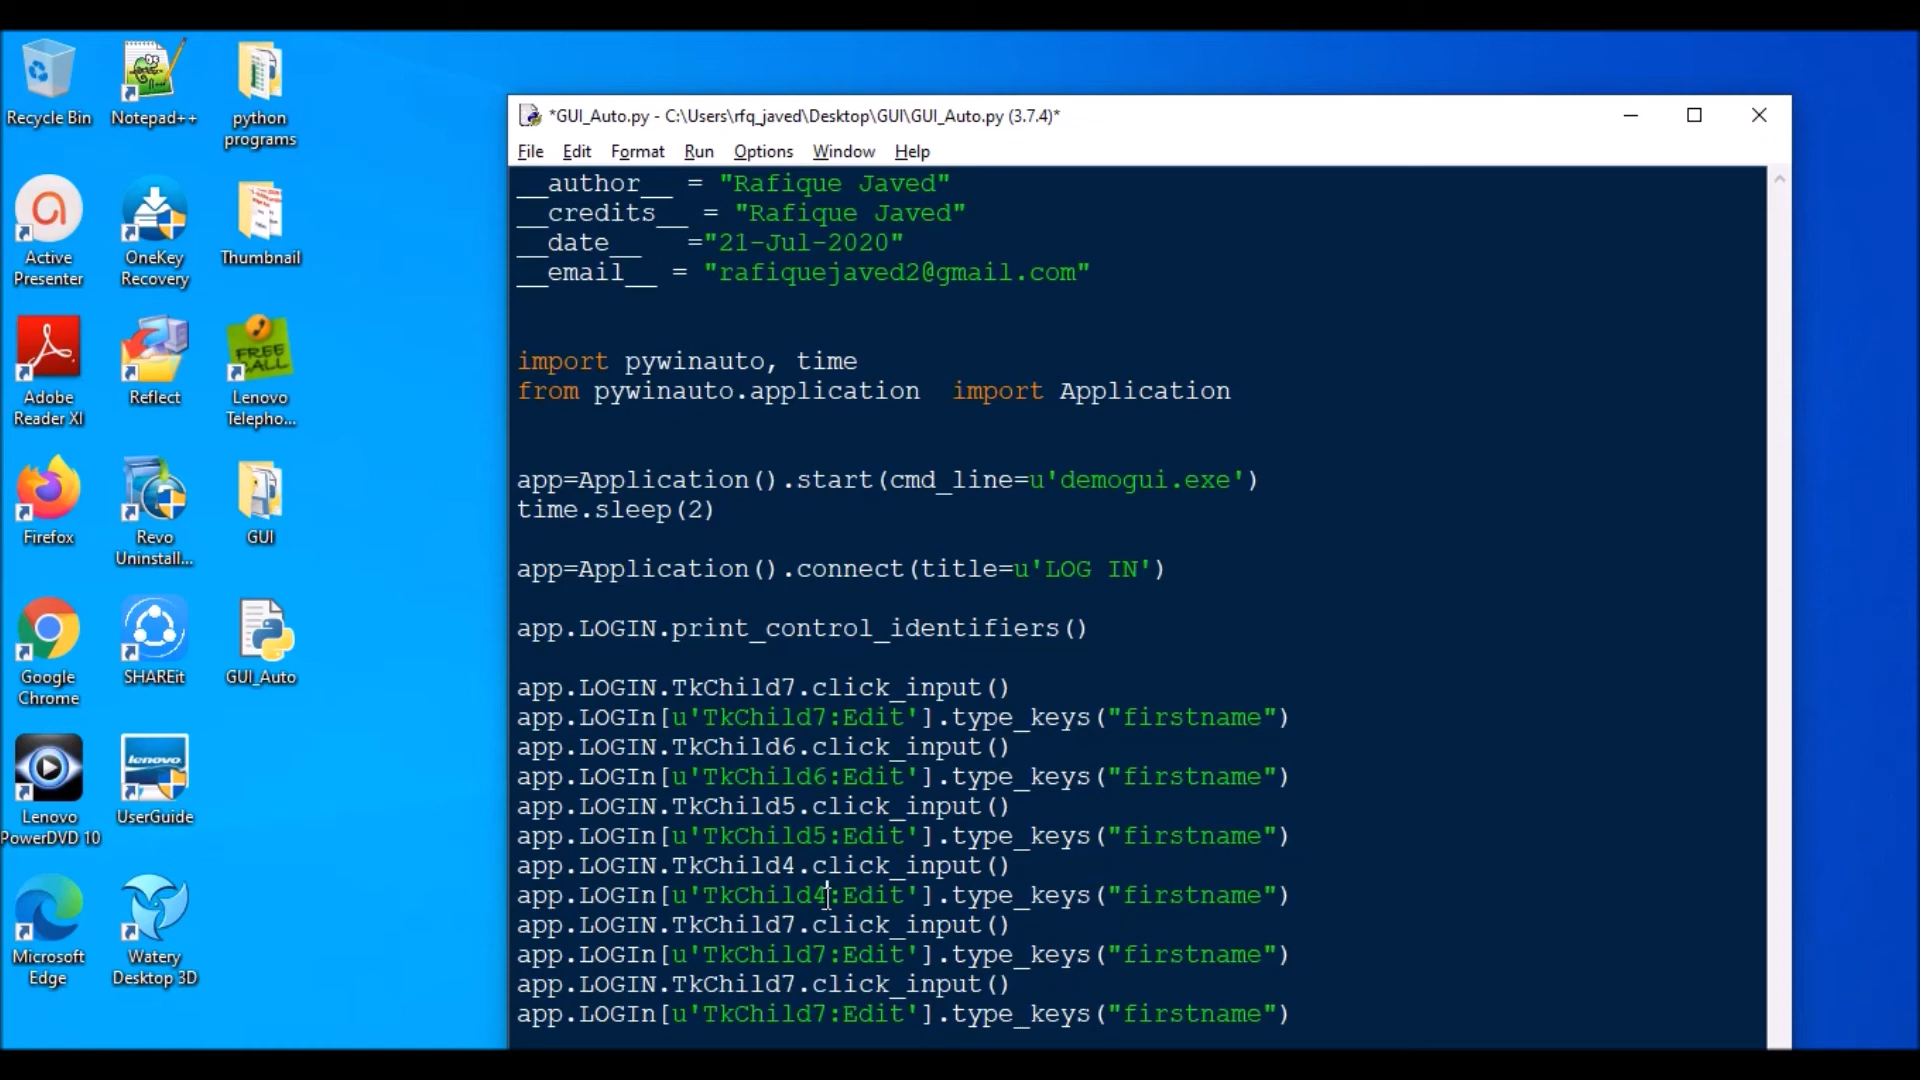 Recycle Bin
Notepad++
python
programs
Active
Presenter
OneKey
Recovery
Thumbnail
Adobe
Reader XI
Reflect
FREE
CALL
Lenovo
Telepho...
Firefox
Revo
Uninstall...
GUI
Google
Chrome
SHAREit
GUI_Auto
Lenovo
PowerDVD 10
lenovo
UserGuide
Microsoft
Edge
Watery
Desktop 3D
*GUI_Auto.py - C:\Users\rfq_javed\Desktop\GUI\GUI_Auto.py (3.7.4)*
File Edit Format Run Options Window Help
__author__ = "Rafique Javed"
__credits__ = "Rafique Javed"
__date__   ="21-Jul-2020"
__email__ = "rafiquejaved2@gmail.com"
import pywinauto, time
from pywinauto.application  import Application
app=Application().start(cmd_line=u'demogui.exe')
time.sleep(2)
app=Application().connect(title=u'LOG IN')
app.LOGIN.print_control_identifiers()
app.LOGIN.TkChild7.click_input()
app.LOGIn[u'TkChild7:Edit'].type_keys("firstname")
app.LOGIN.TkChild6.click_input()
app.LOGIn[u'TkChild6:Edit'].type_keys("firstname")
app.LOGIN.TkChild5.click_input()
app.LOGIn[u'TkChild5:Edit'].type_keys("firstname")
app.LOGIN.TkChild4.click_input()
app.LOGIn[u'TkChild4:Edit'].type_keys("firstname")
app.LOGIN.TkChild7.click_input()
app.LOGIn[u'TkChild7:Edit'].type_keys("firstname")
app.LOGIN.TkChild7.click_input()
app.LOGIn[u'TkChild7:Edit'].type_keys("firstname")